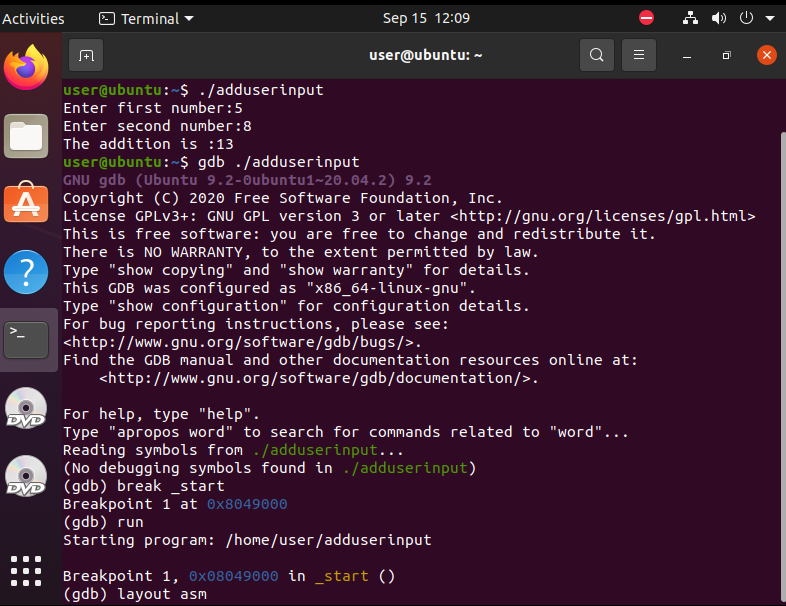 Activities
Terminal
Sep 15 12:09
user@ubuntu: ~
user@ubuntu:~$ ./adduserinput
Enter first number:5
Enter second number:8
The addition is :13
user@ubuntu:~$ gdb ./adduserinput
GNU gdb (Ubuntu 9.2-0ubuntu1~20.04.2) 9.2
Copyright (C) 2020 Free Software Foundation, Inc.
License GPLv3+: GNU GPL version 3 or later <http://gnu.org/licenses/gpl.html>
This is free software: you are free to change and redistribute it.
There is NO WARRANTY, to the extent permitted by law.
Type "show copying" and "show warranty" for details.
This GDB was configured as "x86_64-linux-gnu".
Type "show configuration" for configuration details.
For bug reporting instructions, please see:
<http://www.gnu.org/software/gdb/bugs/>.
Find the GDB manual and other documentation resources online at:
    <http://www.gnu.org/software/gdb/documentation/>.
For help, type "help".
Type "apropos word" to search for commands related to "word"...
Reading symbols from ./adduserinput...
(No debugging symbols found in ./adduserinput)
(gdb) break _start
Breakpoint 1 at 0x8049000
(gdb) run
Starting program: /home/user/adduserinput
Breakpoint 1, 0x08049000 in _start ()
(gdb) layout asm
>_
DVD
DVD